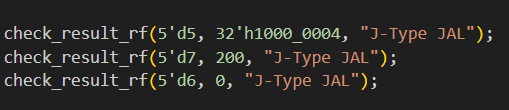 check_result_rf(5'd5, 32'h1000_0004, "J-Type JAL");
check_result_rf(5'd7, 200, "J-Type JAL");
check_result_rf(5'd6, 0, "J-Type JAL");